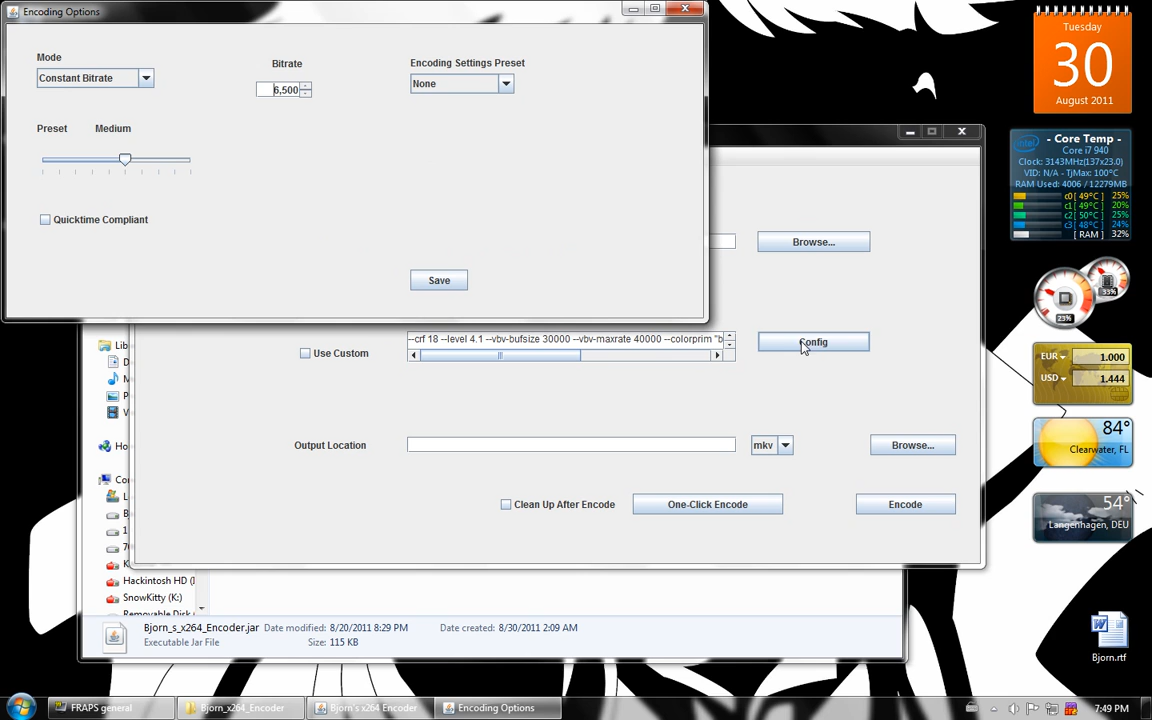 Encoding Options
Mode
Constant Bitrate
Bitrate
6,500
Encoding Settings Preset
None
Preset
Medium
Quicktime Compliant
Save
Browse...
Use Custom
--crf 18 --level 4.1 --vbv-bufsize 30000 --vbv-maxrate 40000 --colorprim "b
Config
Output Location
mkv
Browse...
Clean Up After Encode
One-Click Encode
Encode
Lib
Ho
Co
Hackintosh HD (
SnowKitty (K:)
Removable Disk
Bjorn_s_x264_Encoder.jar
Date modified: 8/20/2011 8:29 PM
Date created: 8/30/2011 2:09 AM
Executable Jar File
Size: 115 KB
Tuesday
30
August 2011
- Core Temp -
Core i7 940
Clock: 3143MHz(137x23.0)
VID: N/A - TjMax: 100°C
RAM Used: 4006 / 12279MB
c0 [ 49°C ] 25%
c1 [ 49°C ] 20%
c2 [ 50°C ] 25%
c3 [ 48°C ] 24%
[ RAM ] 32%
33%
23%
EUR 1.000
USD 1.444
84°
Clearwater, FL
54°
Langenhagen, DEU
Bjorn.rtf
FRAPS general
Bjorn_x264_Encoder
Bjorn's x264 Encoder
Encoding Options
7:49 PM